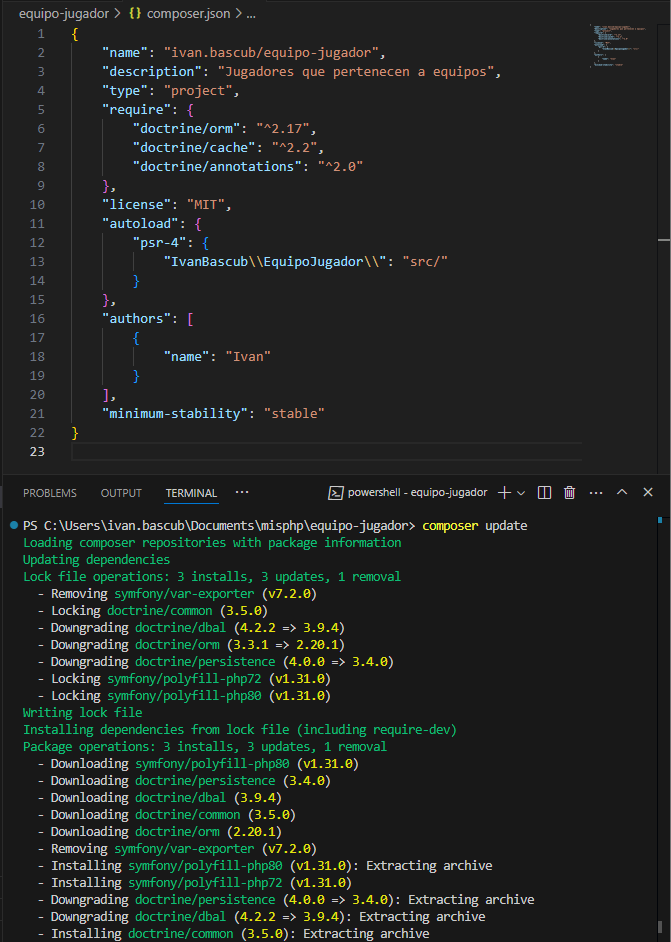 equipo-jugador > {} composer.json > ...
1 {
2 "name": "ivan.bascub/equipo-jugador",
3 "description": "Jugadores que pertenecen a equipos",
4 "type": "project",
5 "require": {
6 "doctrine/orm": "^2.17",
7 "doctrine/cache": "^2.2",
8 "doctrine/annotations": "^2.0"
9 },
10 "license": "MIT",
11 "autoload": {
12 "psr-4": {
13 "IvanBascub\\EquipoJugador\\": "src/"
14 }
15 },
16 "authors": [
17 {
18 "name": "Ivan"
19 }
20 ],
21 "minimum-stability": "stable"
22 }
23
PROBLEMS OUTPUT TERMINAL ··· powershell - equipo-jugador
PS C:\Users\ivan.bascub\Documents\misphp\equipo-jugador> composer update
Loading composer repositories with package information
Updating dependencies
Lock file operations: 3 installs, 3 updates, 1 removal
- Removing symfony/var-exporter (v7.2.0)
- Locking doctrine/common (3.5.0)
- Downgrading doctrine/dbal (4.2.2 => 3.9.4)
- Downgrading doctrine/orm (3.3.1 => 2.20.1)
- Downgrading doctrine/persistence (4.0.0 => 3.4.0)
- Locking symfony/polyfill-php72 (v1.31.0)
- Locking symfony/polyfill-php80 (v1.31.0)
Writing lock file
Installing dependencies from lock file (including require-dev)
Package operations: 3 installs, 3 updates, 1 removal
- Downloading symfony/polyfill-php80 (v1.31.0)
- Downloading doctrine/persistence (3.4.0)
- Downloading doctrine/dbal (3.9.4)
- Downloading doctrine/common (3.5.0)
- Downloading doctrine/orm (2.20.1)
- Removing symfony/var-exporter (v7.2.0)
- Installing symfony/polyfill-php80 (v1.31.0): Extracting archive
- Installing symfony/polyfill-php72 (v1.31.0)
- Downgrading doctrine/persistence (4.0.0 => 3.4.0): Extracting archive
- Downgrading doctrine/dbal (4.2.2 => 3.9.4): Extracting archive
- Installing doctrine/common (3.5.0): Extracting archive